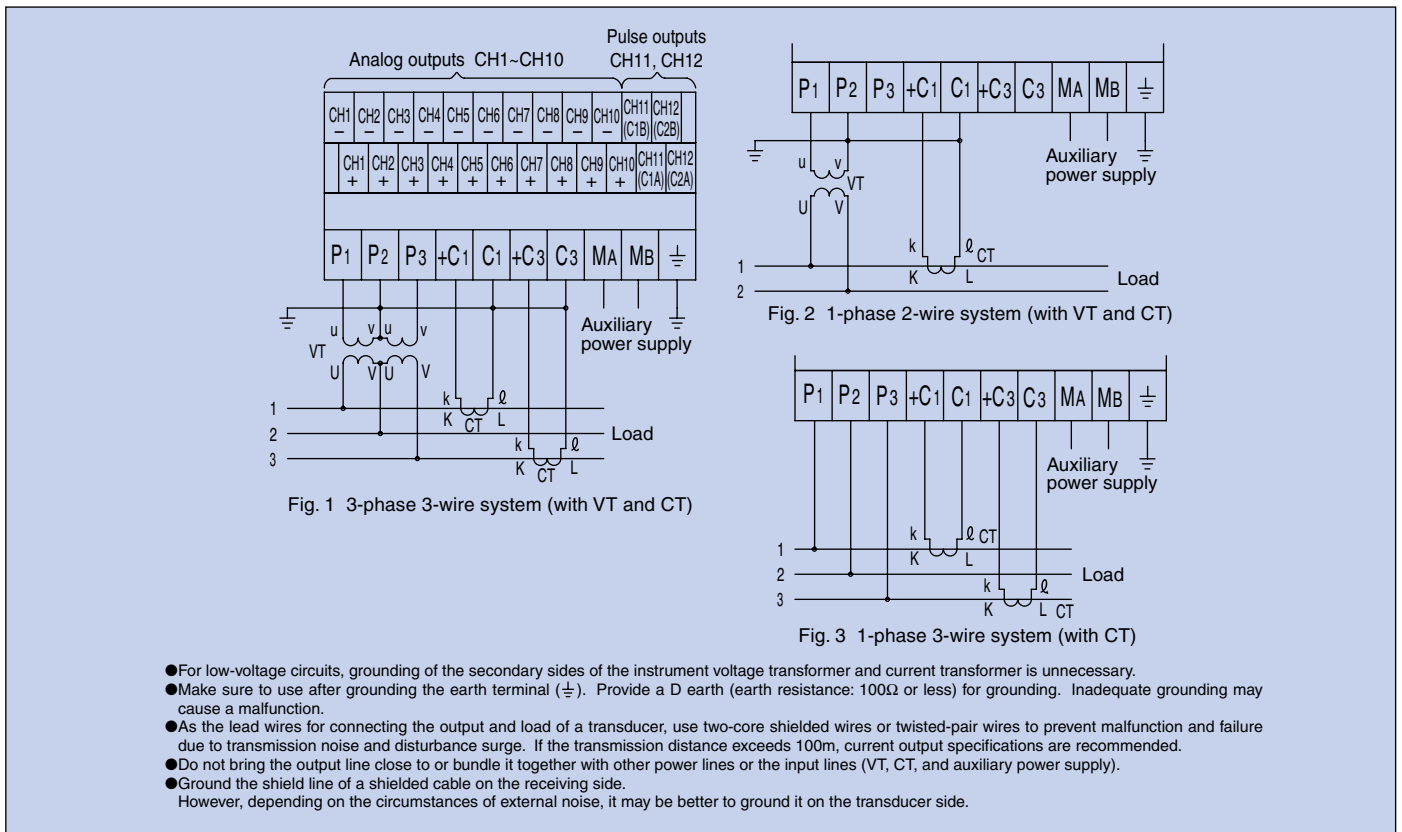 Pulse outputs
Analog outputs CH1~CH10 CH11, CH12
CH1 CH2 CH3 CH4 CH5 CH6 CH7 CH8 CH9 CH10 CH11 CH12
− − − − − − − − − − (C1B) (C2B)
CH1 CH2 CH3 CH4 CH5 CH6 CH7 CH8 CH9 CH10 CH11 CH12
+ + + + + + + + + + (C1A) (C2A)
P1 P2 P3 +C1 C1 +C3 C3 MA MB ⏚
Auxiliary
power supply
u v u v
VT
U V U V
k ℓ
1 K CT L
2 Load
k ℓ
3 K CT L
Fig. 1 3-phase 3-wire system (with VT and CT)
P1 P2 P3 +C1 C1 +C3 C3 MA MB ⏚
Auxiliary
power supply
u v
VT
U V
k ℓ CT
1 K L
Load
2
Fig. 2 1-phase 2-wire system (with VT and CT)
P1 P2 P3 +C1 C1 +C3 C3 MA MB ⏚
Auxiliary
power supply
k ℓ CT
1 K L
2 Load
k ℓ
3 K L CT
Fig. 3 1-phase 3-wire system (with CT)
●For low-voltage circuits, grounding of the secondary sides of the instrument voltage transformer and current transformer is unnecessary.
●Make sure to use after grounding the earth terminal (⏚). Provide a D earth (earth resistance: 100Ω or less) for grounding. Inadequate grounding may
cause a malfunction.
●As the lead wires for connecting the output and load of a transducer, use two-core shielded wires or twisted-pair wires to prevent malfunction and failure
due to transmission noise and disturbance surge. If the transmission distance exceeds 100m, current output specifications are recommended.
●Do not bring the output line close to or bundle it together with other power lines or the input lines (VT, CT, and auxiliary power supply).
●Ground the shield line of a shielded cable on the receiving side.
However, depending on the circumstances of external noise, it may be better to ground it on the transducer side.